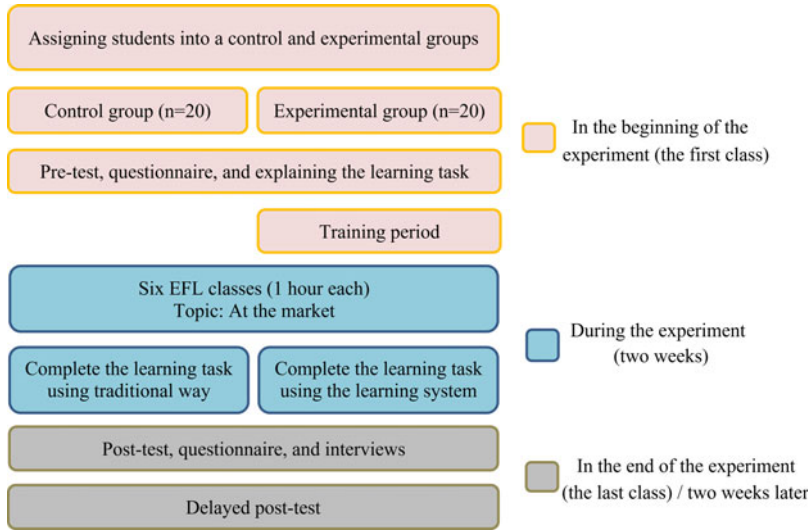 Assigning students into a control and experimental groups
Control group (n=20)
Experimental group (n=20)
Pre-test, questionnaire, and explaining the learning task
Training period
In the beginning of the
experiment (the first class)
Six EFL classes (1 hour each)
Topic: At the market
Complete the learning task
using traditional way
Complete the learning task
using the learning system
During the experiment
(two weeks)
Post-test, questionnaire, and interviews
Delayed post-test
In the end of the experiment
(the last class) / two weeks later